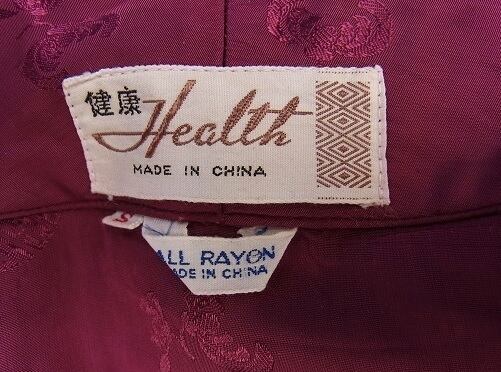 健康
Health
MADE IN CHINA
S
ALL RAYON
MADE IN CHINA